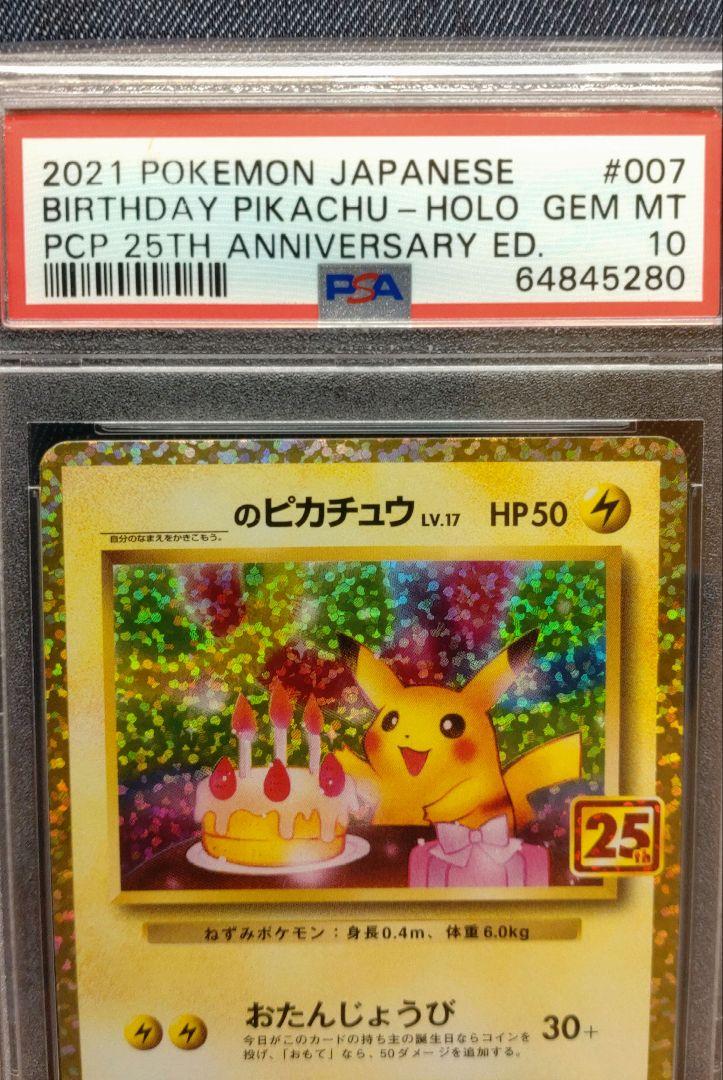 2021 POKEMON JAPANESE #007
BIRTHDAY PIKACHU-HOLO GEM MT
PCP 25TH ANNIVERSARY ED. 10
PSA 64845280
のピカチュウ LV.17 HP50
自分のなまえをかきこもう。
25th
ねずみポケモン：身長0.4m、体重6.0kg
おたんじょうび 30+
今日がこのカードの持ち主の誕生日ならコインを
投げ、「おもて」なら、50ダメージを追加する。